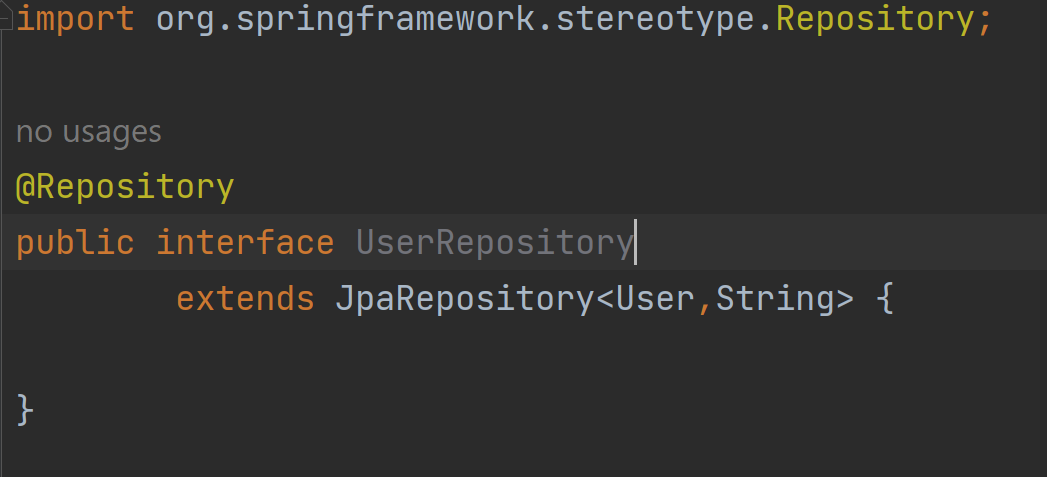 import org.springframework.stereotype.Repository;
no usages
@Repository
public interface UserRepository
extends JpaRepository<User,String> {
}